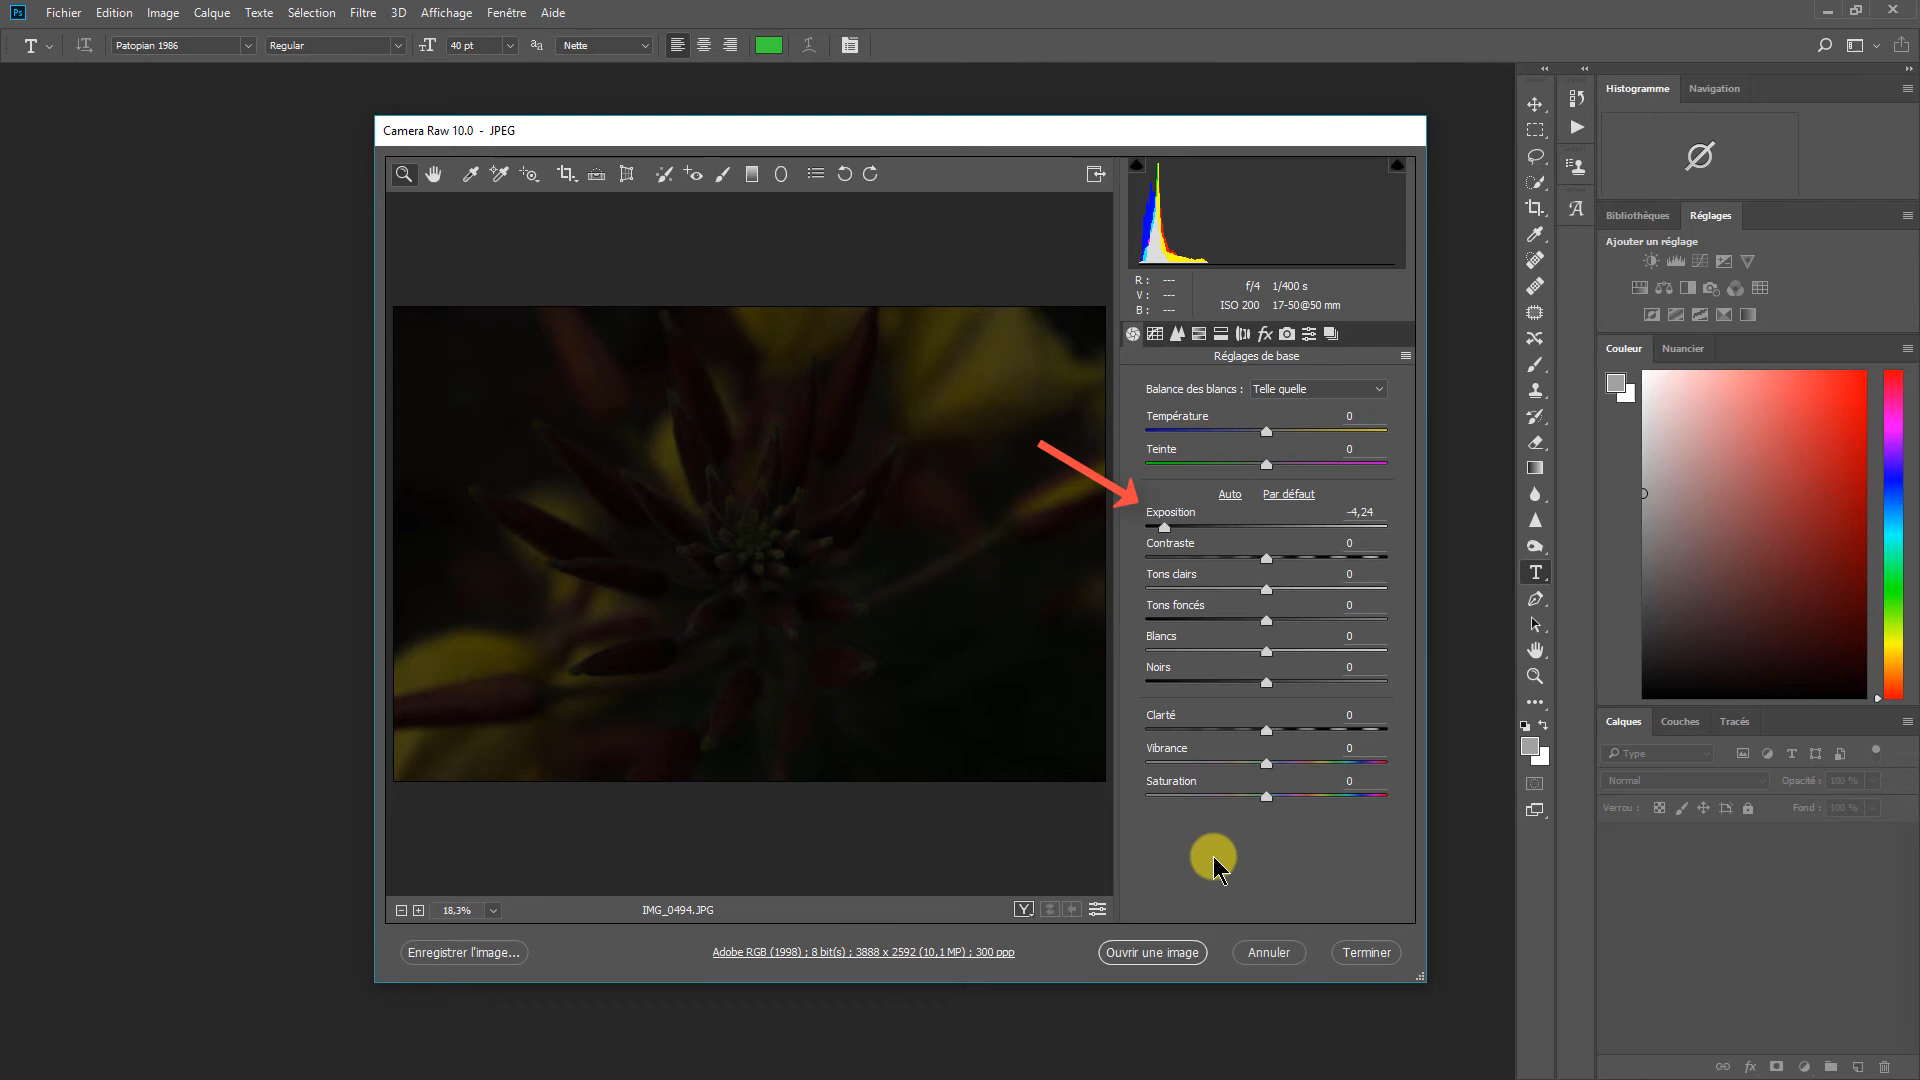 Ps Fichier Edition Image Calque Texte Sélection Filtre 3D Affichage Fenêtre Aide
Patopian 1986 Regular 40 pt Nette
Histogramme Navigation
Camera Raw 10.0 - JPEG
R : ---
V : ---
B : ---
f/4 1/400 s
ISO 200 17-50@50 mm
Réglages de base
Balance des blancs : Telle quelle
Température 0
Teinte 0
Auto Par défaut
Exposition -4,24
Contraste 0
Tons clairs 0
Tons foncés 0
Blancs 0
Noirs 0
Clarté 0
Vibrance 0
Saturation 0
18,3% IMG_0494.JPG
Enregistrer l'image... Adobe RGB (1998) ; 8 bit(s) ; 3888 x 2592 (10,1 MP) ; 300 ppp Ouvrir une image Annuler Terminer
Bibliothèques Réglages
Ajouter un réglage
Couleur Nuancier
Calques Couches Tracés
Type
Normal Opacité : 100 %
Verrou : Fond : 100 %